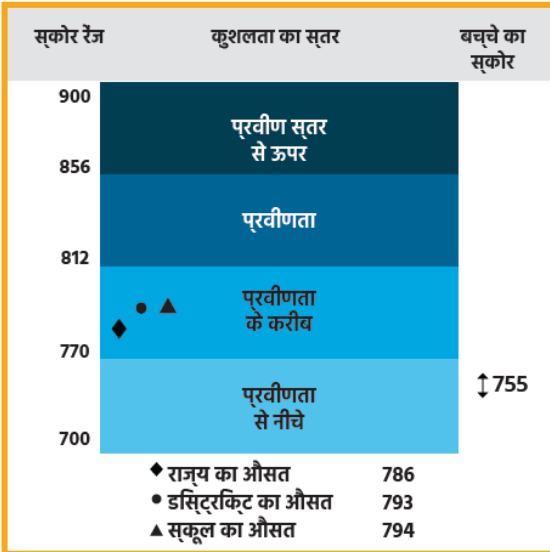 स्कोर रेंज कुशलता का स्तर बच्चे का
स्कोर
900
प्रवीण स्तर
से ऊपर
856
प्रवीणता
812
प्रवीणता
के करीब
770
प्रवीणता
से नीचे
755
700
राज्य का औसत 786
डिस्ट्रिक्ट का औसत 793
स्कूल का औसत 794